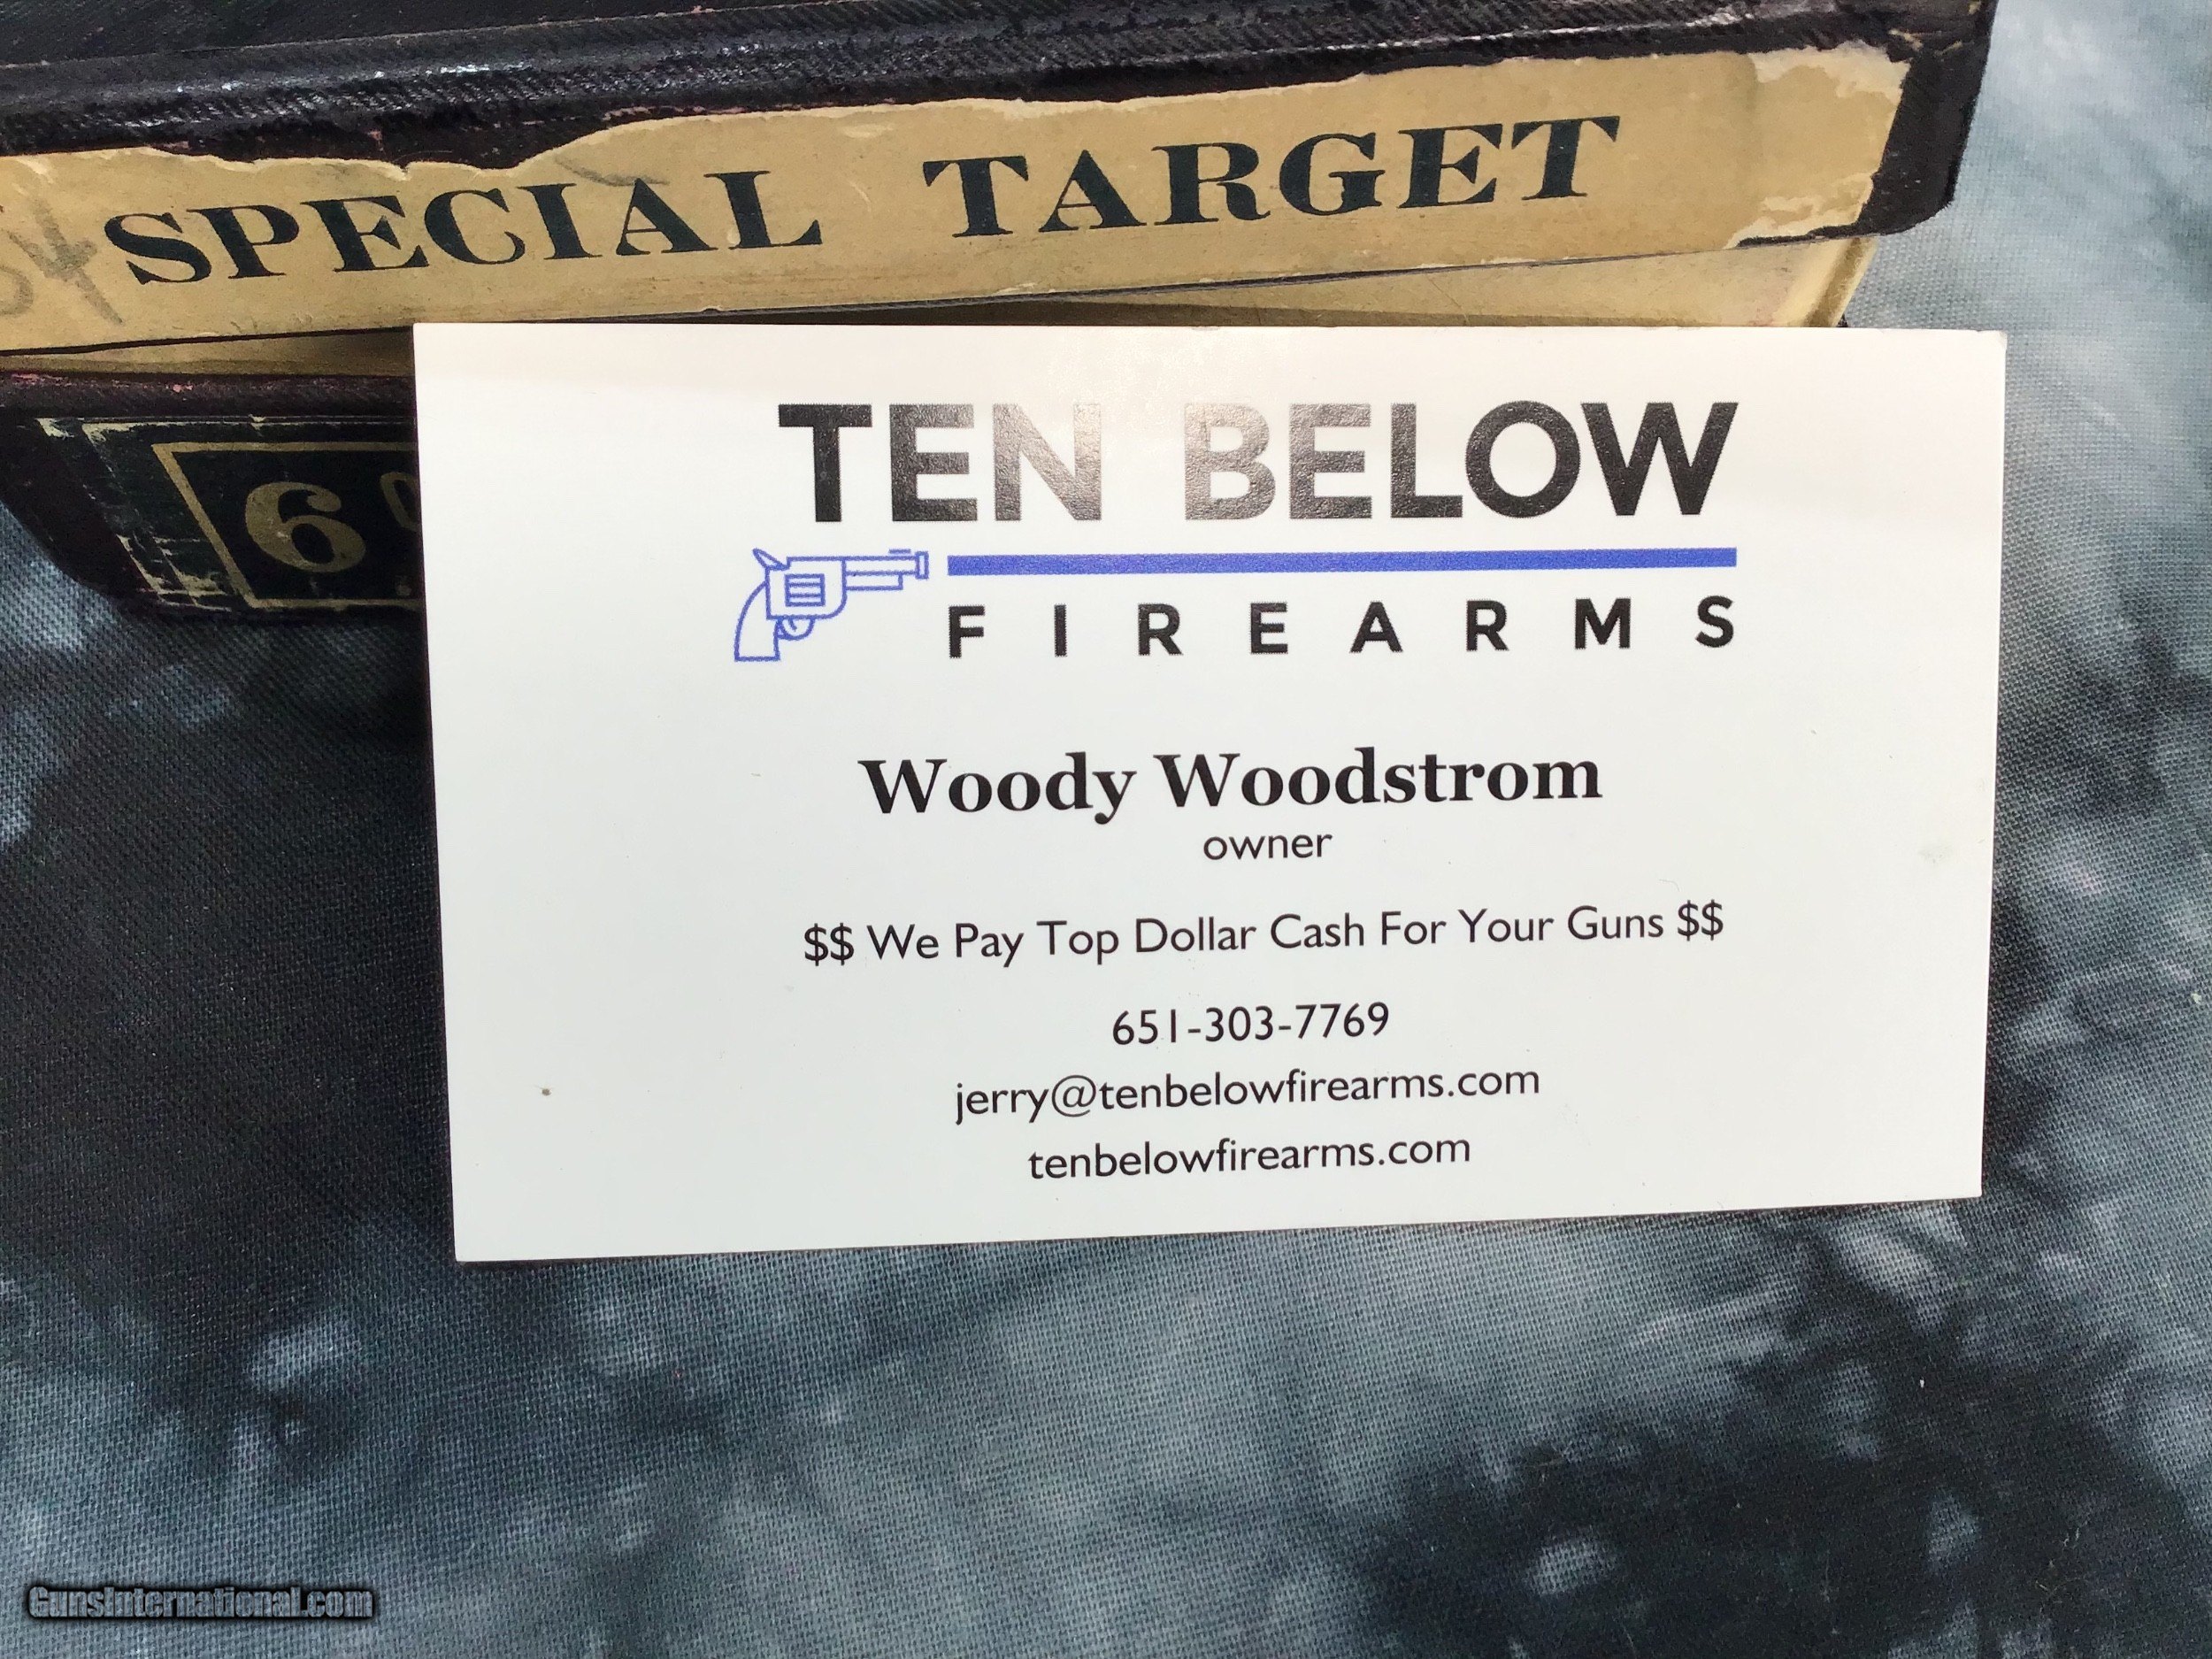 SPECIAL TARGET
6
TEN BELOW
FIREARMS
Woody Woodstrom
owner
$$ We Pay Top Dollar Cash For Your Guns $$
651-303-7769
jerry@tenbelowfirearms.com
tenbelowfirearms.com
GunsInternational.com